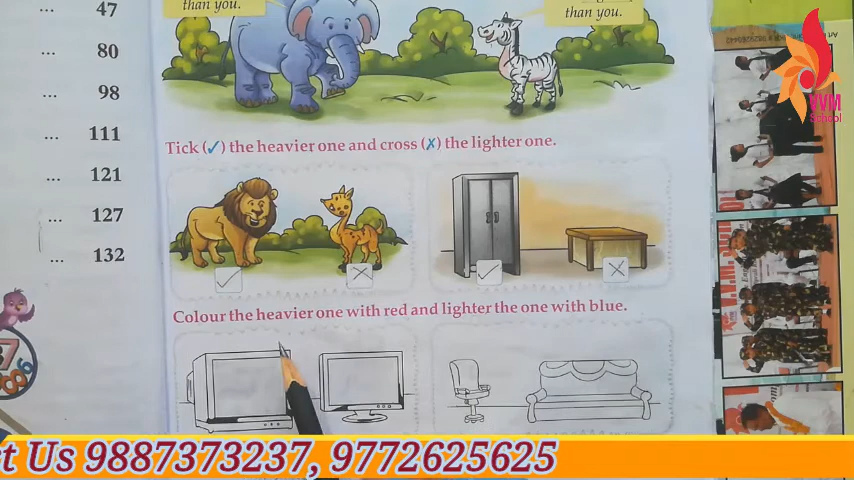 than you.
than you.
... 47
... 80
... 98
... 111
... 121
... 127
... 132
Tick (✓) the heavier one and cross (✗) the lighter one.
Colour the heavier one with red and lighter the one with blue.
VVM
School
t Us 9887373237, 9772625625